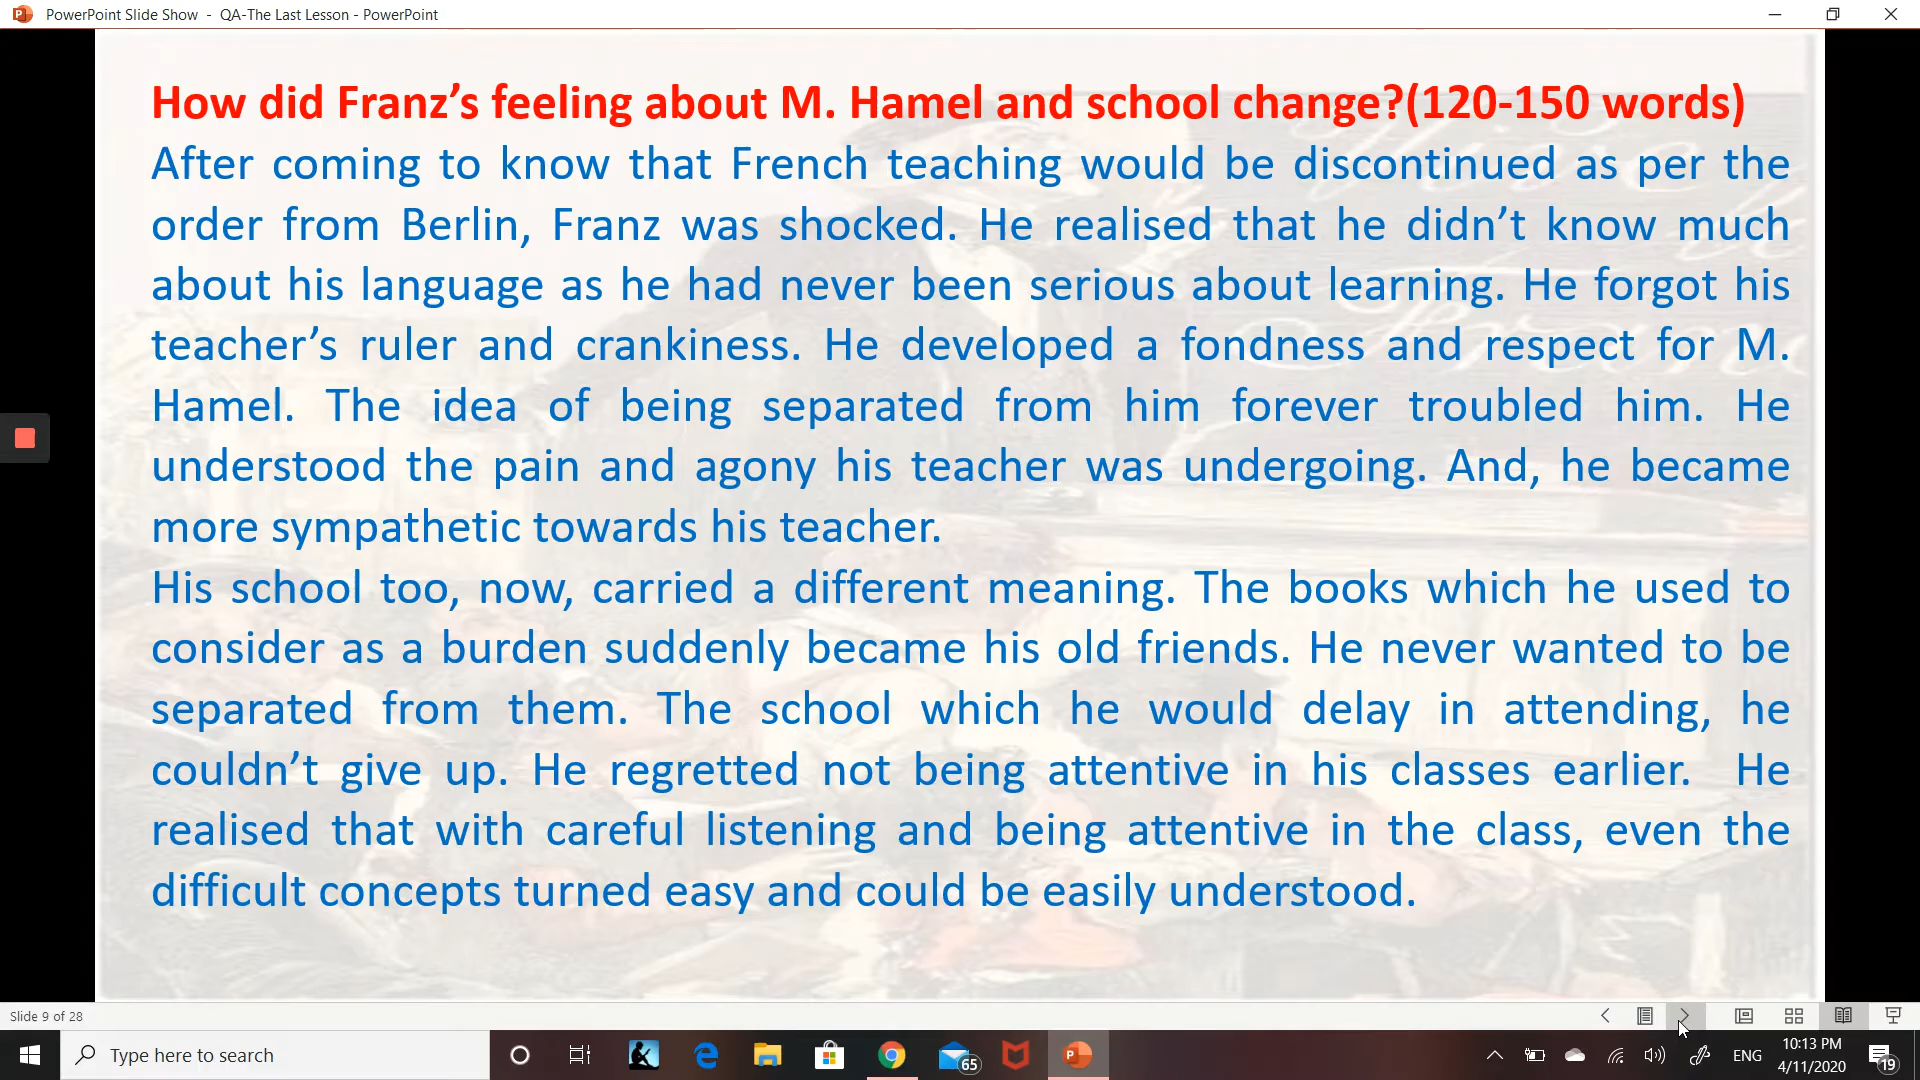 PowerPoint Slide Show - QA-The Last Lesson - PowerPoint
How did Franz’s feeling about M. Hamel and school change?(120-150 words)
After coming to know that French teaching would be discontinued as per the
order from Berlin, Franz was shocked. He realised that he didn’t know much
about his language as he had never been serious about learning. He forgot his
teacher’s ruler and crankiness. He developed a fondness and respect for M.
Hamel. The idea of being separated from him forever troubled him. He
understood the pain and agony his teacher was undergoing. And, he became
more sympathetic towards his teacher.
His school too, now, carried a different meaning. The books which he used to
consider as a burden suddenly became his old friends. He never wanted to be
separated from them. The school which he would delay in attending, he
couldn’t give up. He regretted not being attentive in his classes earlier. He
realised that with careful listening and being attentive in the class, even the
difficult concepts turned easy and could be easily understood.
Slide 9 of 28
Type here to search
65
ENG
10:13 PM
4/11/2020
19